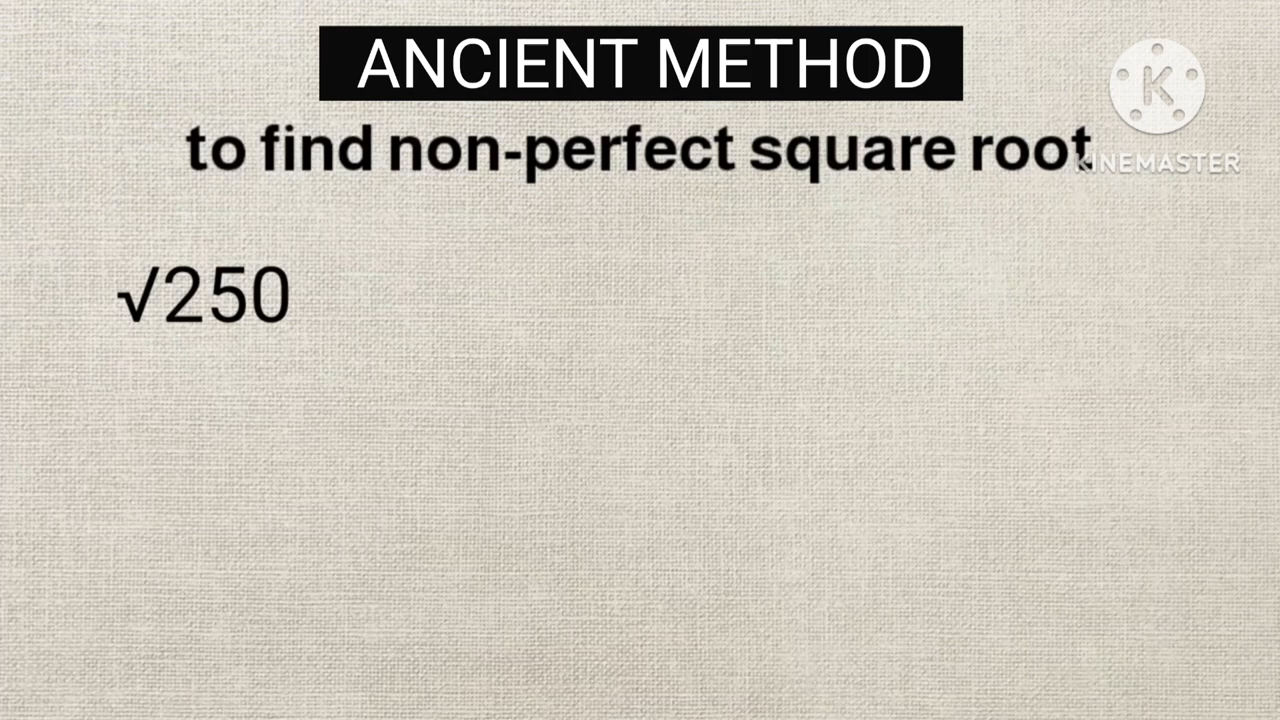 ANCIENT METHOD
to find non-perfect square root
K
KINEMASTER
√250